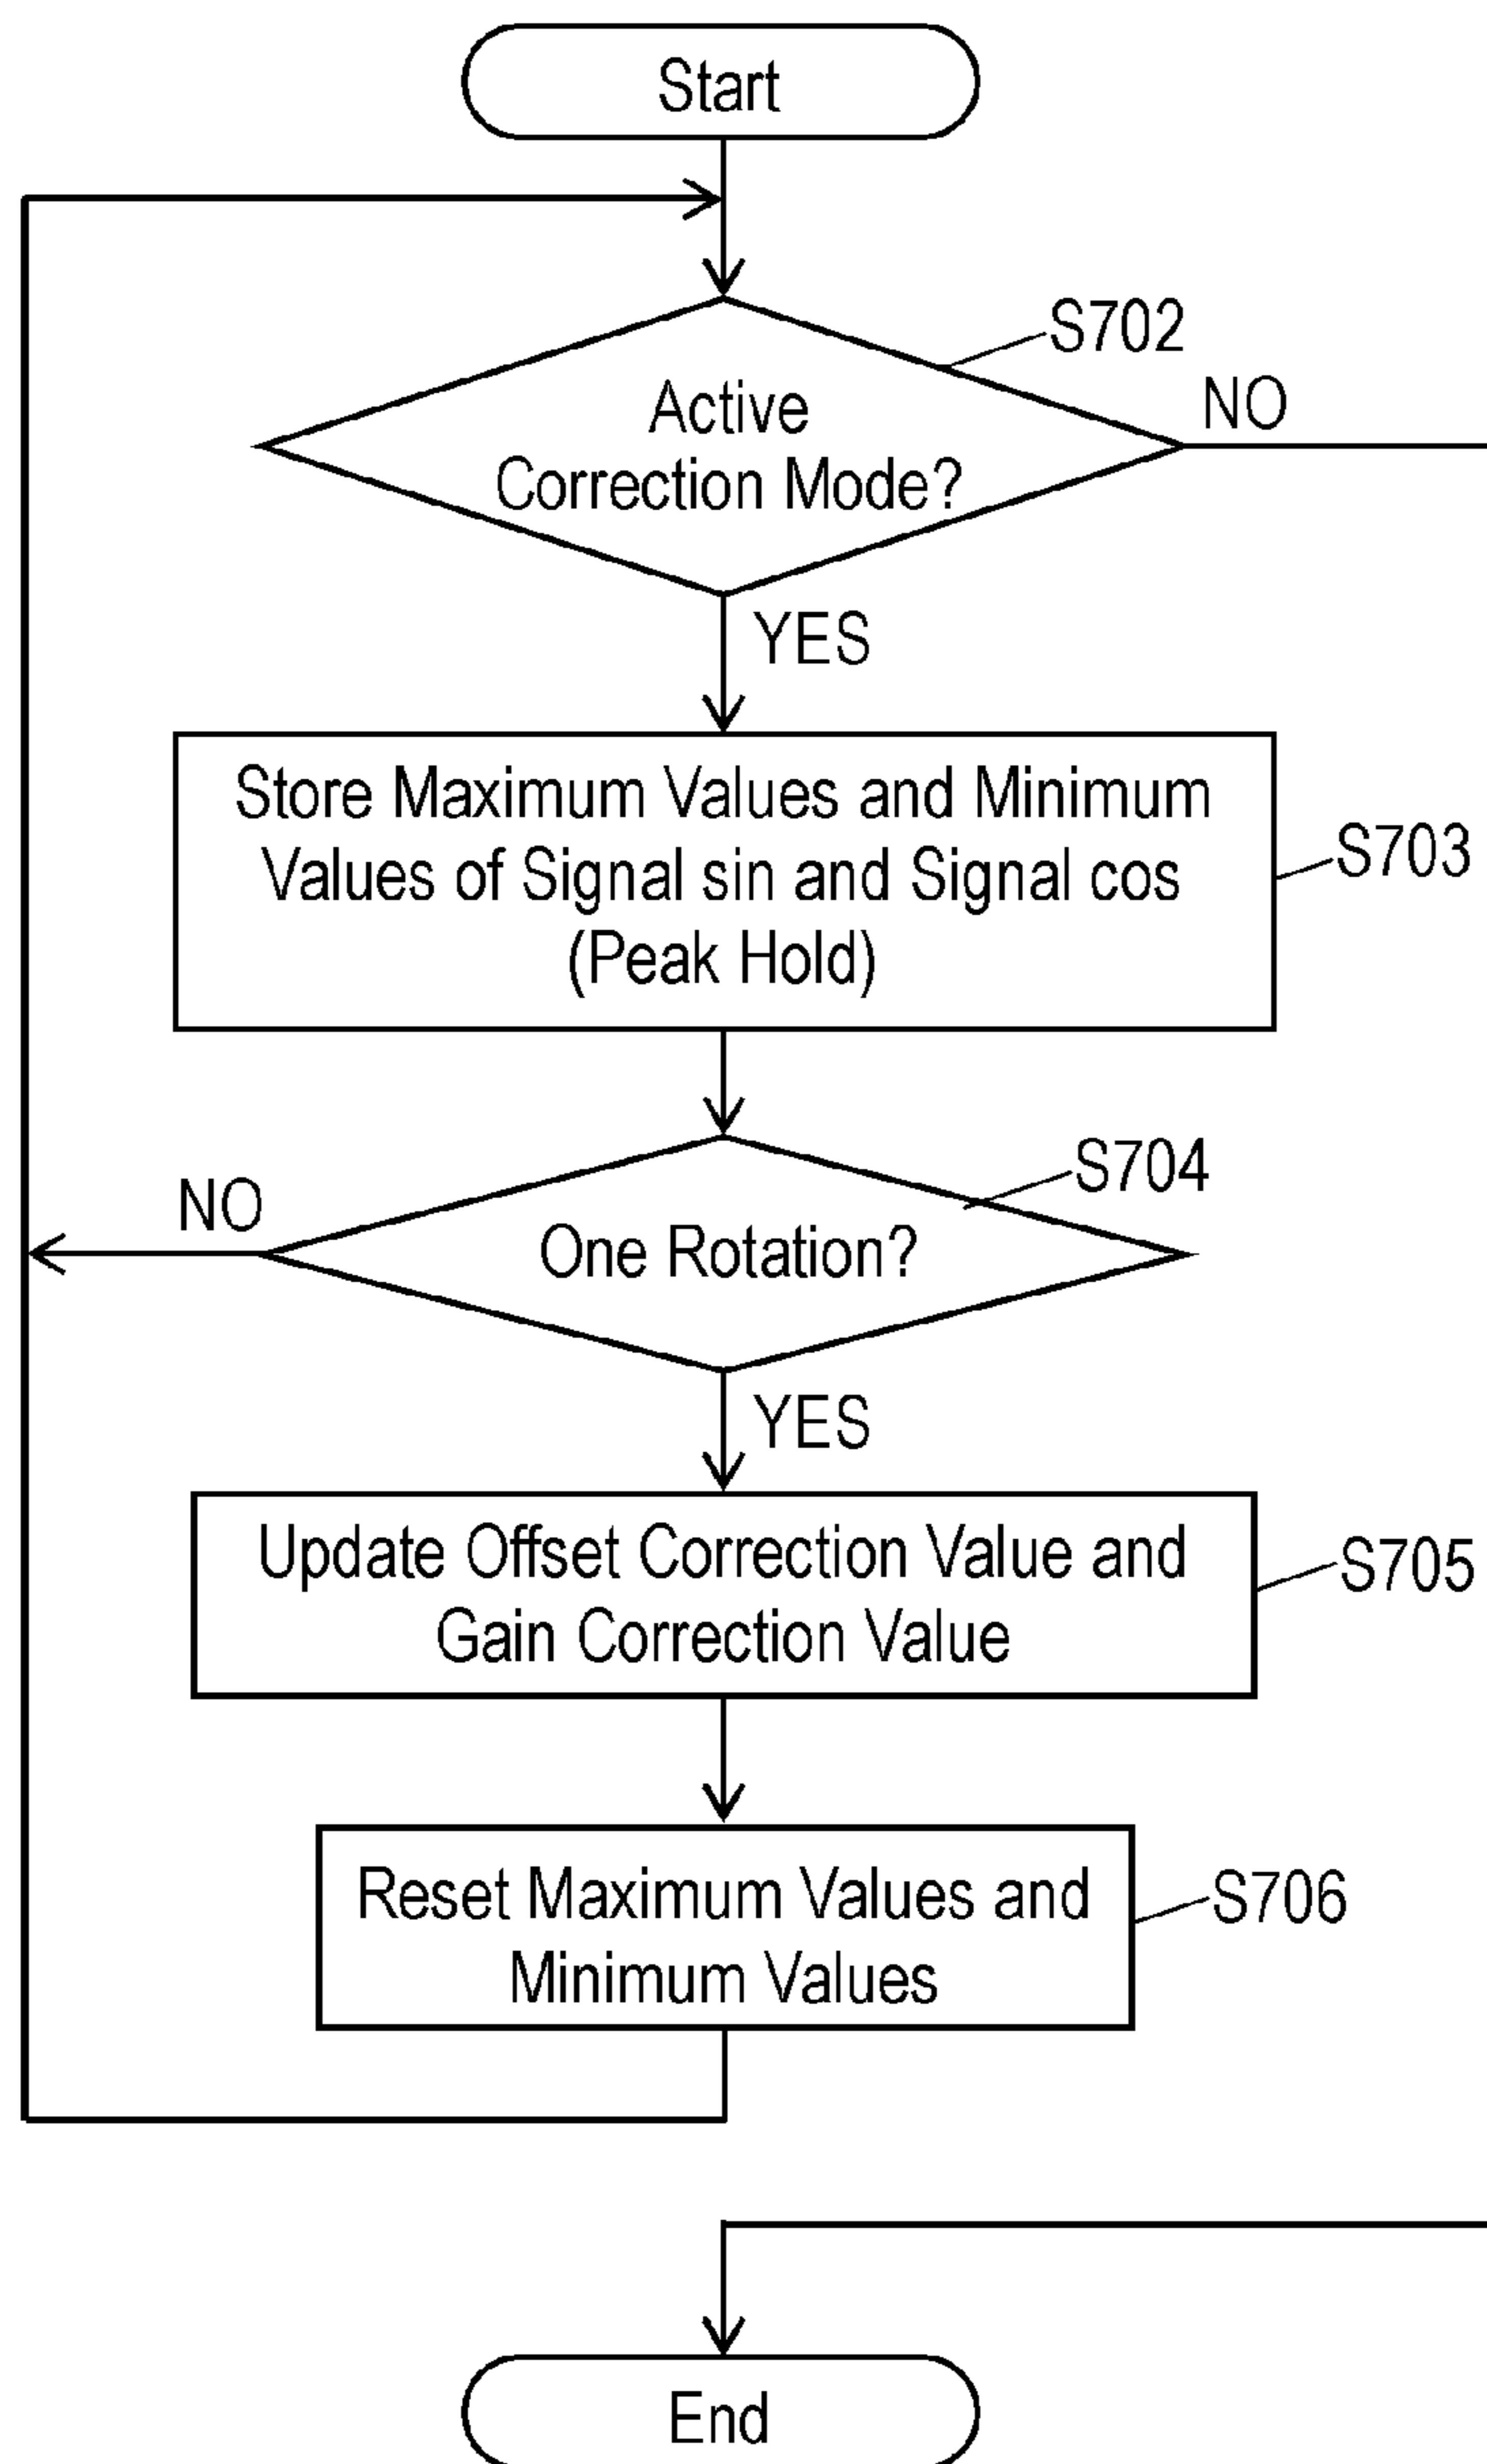 Start
S702
Active
Correction Mode?
NO
YES
Store Maximum Values and Minimum
Values of Signal sin and Signal cos
(Peak Hold)
S703
S704
NO
One Rotation?
YES
Update Offset Correction Value and
Gain Correction Value
S705
Reset Maximum Values and
Minimum Values
S706
End